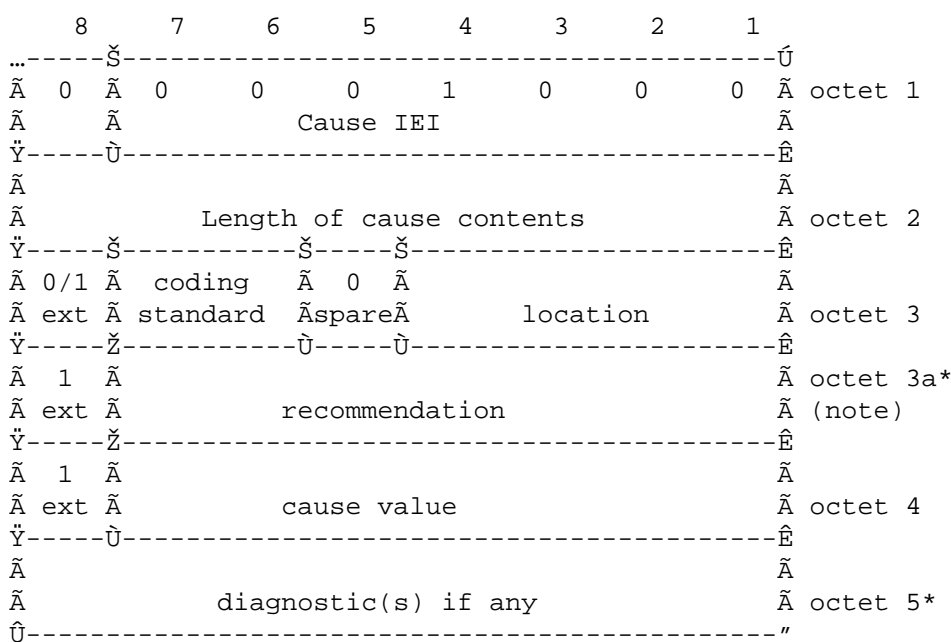 8 7 6 5 4 3 2 1
…-----Š-----------------------------------------Ú
Ã 0 Ã 0 0 0 1 0 0 0 Ã octet 1
Ã Ã Cause IEI Ã
Ÿ-----Ù-----------------------------------------Ê
Ã Ã
Ã Length of cause contents Ã octet 2
Ÿ-----Š-----------Š-----Š-----------------------Ê
Ã 0/1 Ã coding Ã 0 Ã Ã
Ã ext Ã standard ÃspareÃ location Ã octet 3
Ÿ-----Ž-----------Ù-----Ù-----------------------Ê
Ã 1 Ã Ã octet 3a*
Ã ext Ã recommendation Ã (note)
Ÿ-----Ž-----------------------------------------Ê
Ã 1 Ã Ã
Ã ext Ã cause value Ã octet 4
Ÿ-----Ù-----------------------------------------Ê
Ã Ã
Ã diagnostic(s) if any Ã octet 5*
Û-----------------------------------------------”